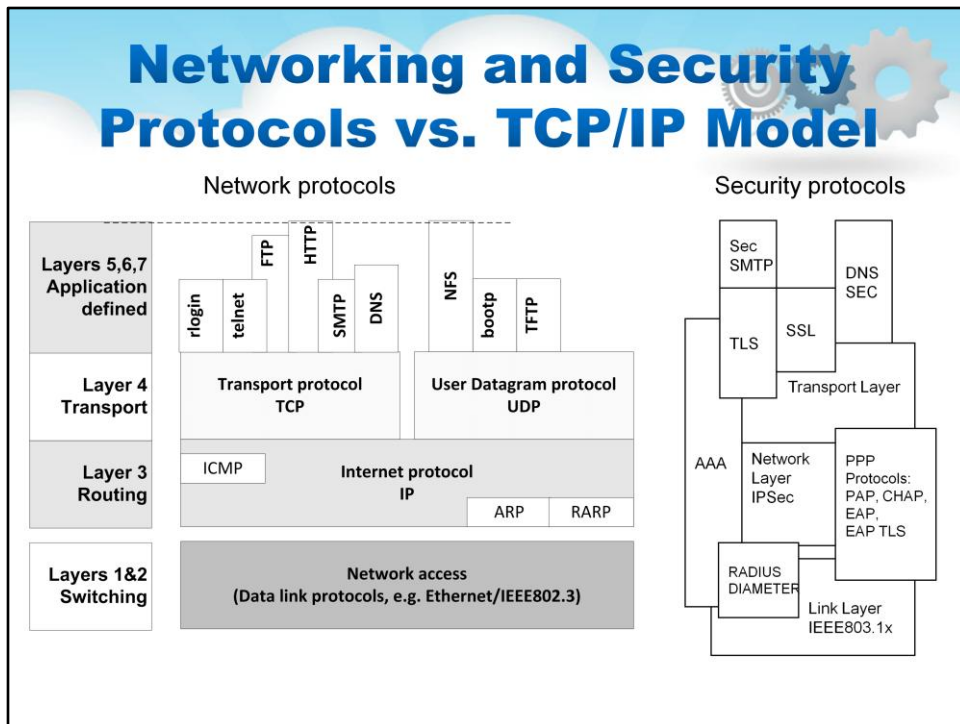 Networking and Security
Protocols vs. TCP/IP Model
Network protocols
Security protocols
Layers 5,6,7
Application
defined
rlogin
telnet
FTP
HTTP
SMTP
DNS
NFS
bootp
TFTP
Layer 4
Transport
Transport protocol
TCP
User Datagram protocol
UDP
Layer 3
Routing
ICMP
Internet protocol
IP
ARP
RARP
Layers 1&2
Switching
Network access
(Data link protocols, e.g. Ethernet/IEEE802.3)
Sec
SMTP
DNS
SEC
TLS
SSL
Transport Layer
AAA
Network
Layer
IPSec
PPP
Protocols:
PAP, CHAP,
EAP,
EAP TLS
RADIUS
DIAMETER
Link Layer
IEEE803.1x